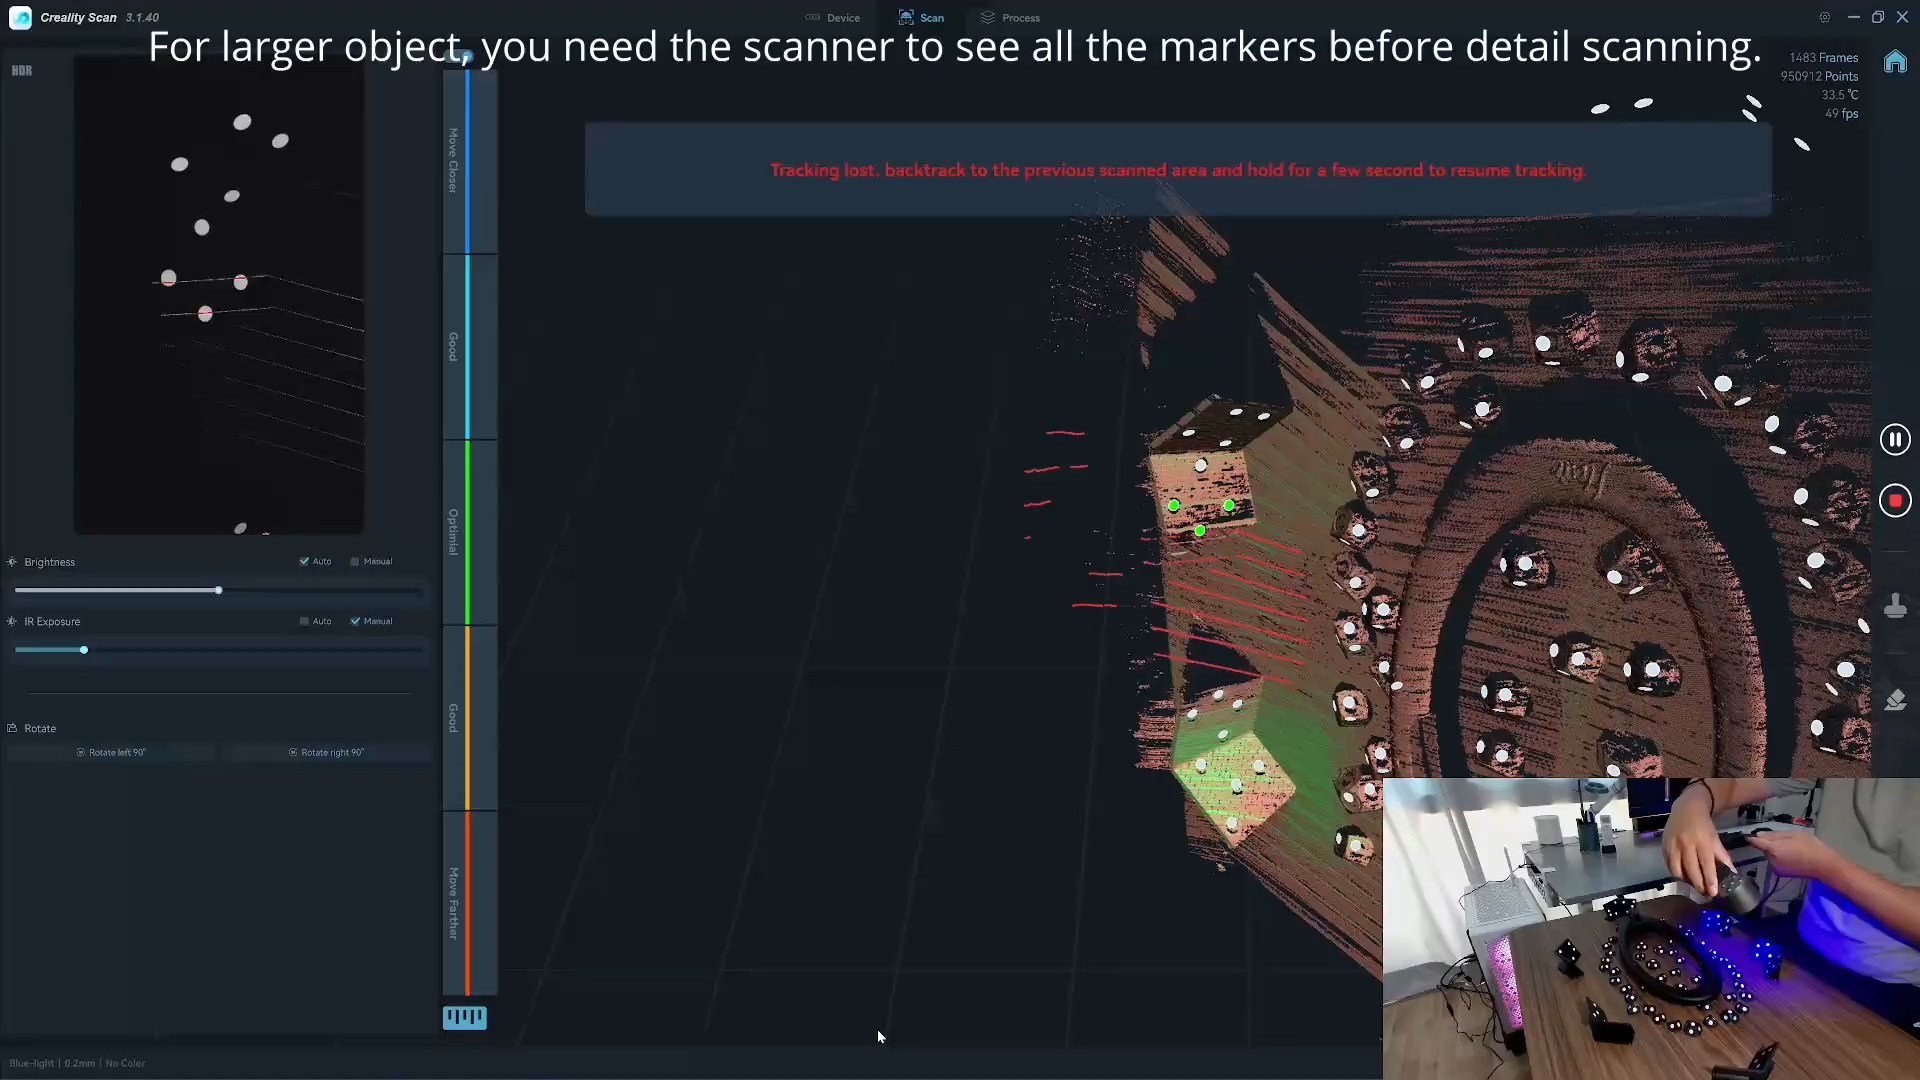 Creality Scan 3.1.40
Device
Scan
Process
For larger object, you need the scanner to see all the markers before detail scanning.
HDR
1483 Frames
950912 Points
33.5 ℃
49 fps
Tracking lost, backtrack to the previous scanned area and hold for a few second to resume tracking.
Move Closer
Good
Optimial
Good
Move Farther
Brightness
Auto
Manual
IR Exposure
Auto
Manual
Rotate
Rotate left 90°
Rotate right 90°
Blue-light | 0.2mm | No Color